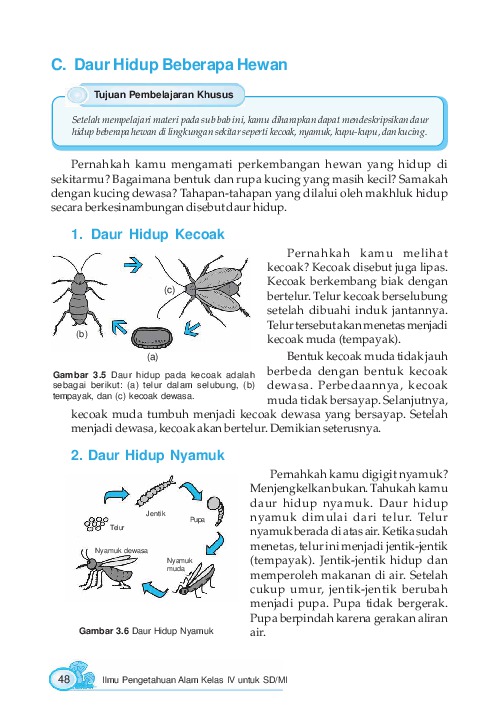 C. Daur Hidup Beberapa Hewan
Tujuan Pembelajaran Khusus
Setelah mempelajari materi pada sub bab ini, kamu diharapkan dapat mendeskripsikan daur
hidup beberepa hewan di lingkungan sekitar seperti kecoak, nyamuk, kupu-kupu, dan kucing.
Pernahkah kamu mengamati perkembangan hewan yang hidup di
sekitarmu? Bagaimana bentuk dan rupa kucing yang masih kecil? Samakah
dengan kucing dewasa? Tahapan-tahapan yang dilalui oleh makhluk hidup
secara berkesinambungan disebut daur hidup.
1. Daur Hidup Kecoak
(c)
(b)
(a)
Gambar 3.5 Daur hidup pada kecoak adalah
sebagai berikut: (a) telur dalam selubung, (b)
tempayak, dan (c) kecoak dewasa.
Pernahkah kamu melihat
kecoak? Kecoak disebut juga lipas.
Kecoak berkembang biak dengan
bertelur. Telur kecoak berselubung
setelah dibuahi induk jantannya.
Telur tersebut akan menetas menjadi
kecoak muda (tempayak).
Bentuk kecoak muda tidak jauh
berbeda dengan bentuk kecoak
dewasa. Perbedaannya, kecoak
muda tidak bersayap. Selanjutnya,
kecoak muda tumbuh menjadi kecoak dewasa yang bersayap. Setelah
menjadi dewasa, kecoak akan bertelur. Demikian seterusnya.
2. Daur Hidup Nyamuk
Jentik
Pupa
Telur
Nyamuk dewasa
Nyamuk
muda
Gambar 3.6 Daur Hidup Nyamuk
Pernahkah kamu digigit nyamuk?
Menjengkelkan bukan. Tahukah kamu
daur hidup nyamuk. Daur hidup
nyamuk dimulai dari telur. Telur
nyamuk berada di atas air. Ketika sudah
menetas, telur ini menjadi jentik-jentik
(tempayak). Jentik-jentik hidup dan
memperoleh makanan di air. Setelah
cukup umur, jentik-jentik berubah
menjadi pupa. Pupa tidak bergerak.
Pupa berpindah karena gerakan aliran
air.
48
Ilmu Pengetahuan Alam Kelas IV untuk SD/MI